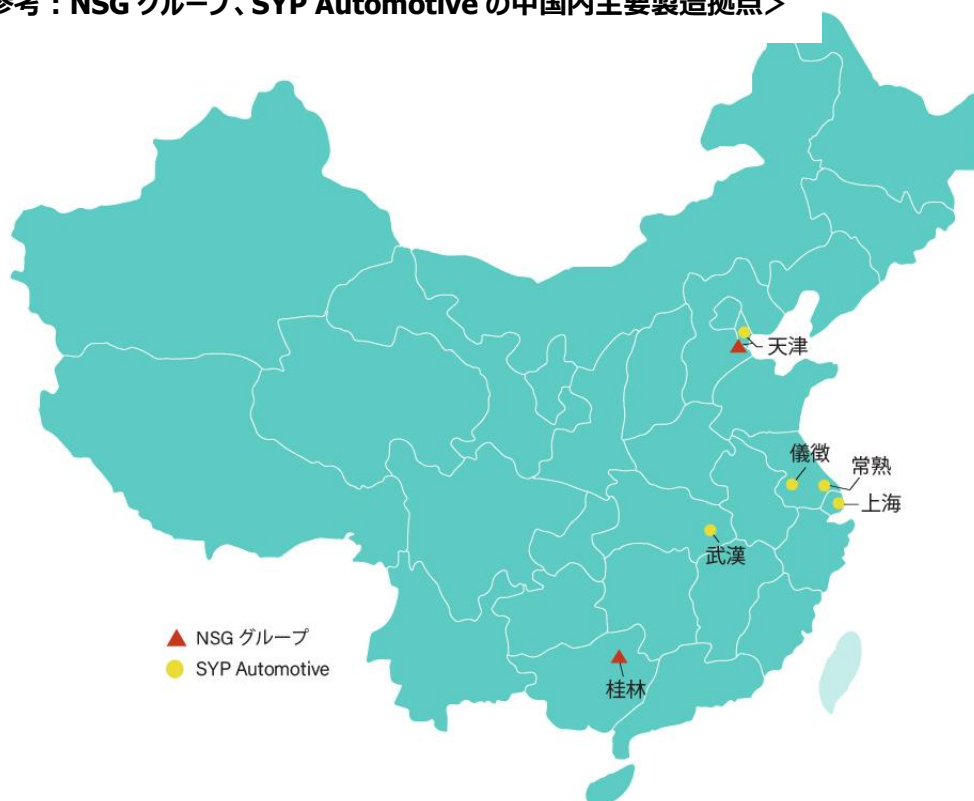 参考：NSG グループ、SYP Automotive の中国内主要製造拠点＞
天津
儀徴
常熟
上海
武漢
NSG グループ
SYP Automotive
桂林